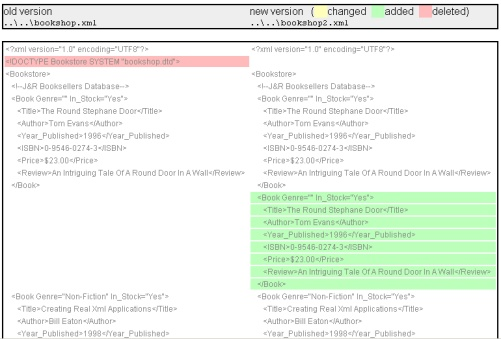 old version
..\..\bookshop.xml
new version (changed added deleted)
..\..\bookshop2.xml
<?xml version="1.0" encoding="UTF8"?>
<!DOCTYPE Bookstore SYSTEM "bookshop.dtd">
<Bookstore>
<!--J&R Booksellers Database-->
<Book Genre="" In_Stock="Yes">
<Title>The Round Stephane Door</Title>
<Author>Tom Evans</Author>
<Year_Published>1996</Year_Published>
<ISBN>0-9546-0274-3</ISBN>
<Price>$23.00</Price>
<Review>An Intriguing Tale Of A Round Door In A Wall</Review>
</Book>
<Book Genre="Non-Fiction" In_Stock="Yes">
<Title>Creating Real Xml Applications</Title>
<Author>Bill Eaton</Author>
<Year_Published>1998</Year_Published>
<?xml version="1.0" encoding="UTF8"?>
<Bookstore>
<!--J&R Booksellers Database-->
<Book Genre="" In_Stock="Yes">
<Title>The Round Stephane Door</Title>
<Author>Tom Evans</Author>
<Year_Published>1996</Year_Published>
<ISBN>0-9546-0274-3</ISBN>
<Price>$23.00</Price>
<Review>An Intriguing Tale Of A Round Door In A Wall</Review>
</Book>
<Book Genre="" In_Stock="Yes">
<Title>The Round Stephane Door</Title>
<Author>Tom Evans</Author>
<Year_Published>1996</Year_Published>
<ISBN>0-9546-0274-3</ISBN>
<Price>$23.00</Price>
<Review>An Intriguing Tale Of A Round Door In A Wall</Review>
</Book>
<Book Genre="Non-Fiction" In_Stock="Yes">
<Title>Creating Real Xml Applications</Title>
<Author>Bill Eaton</Author>
<Year_Published>1998</Year_Published>